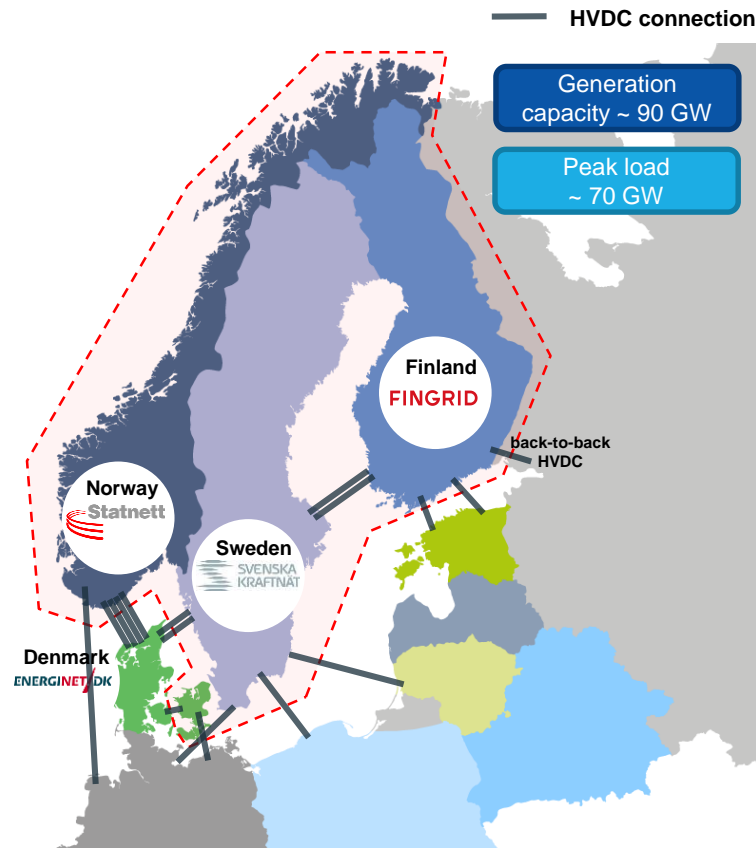 HVDC connection
Generation
capacity ~ 90 GW
Peak load
~ 70 GW
Finland
FINGRID
back-to-back
HVDC
Norway
Statnett
Sweden
SVENSKA
KRAFTNÄT
Denmark
ENERGINET/DK